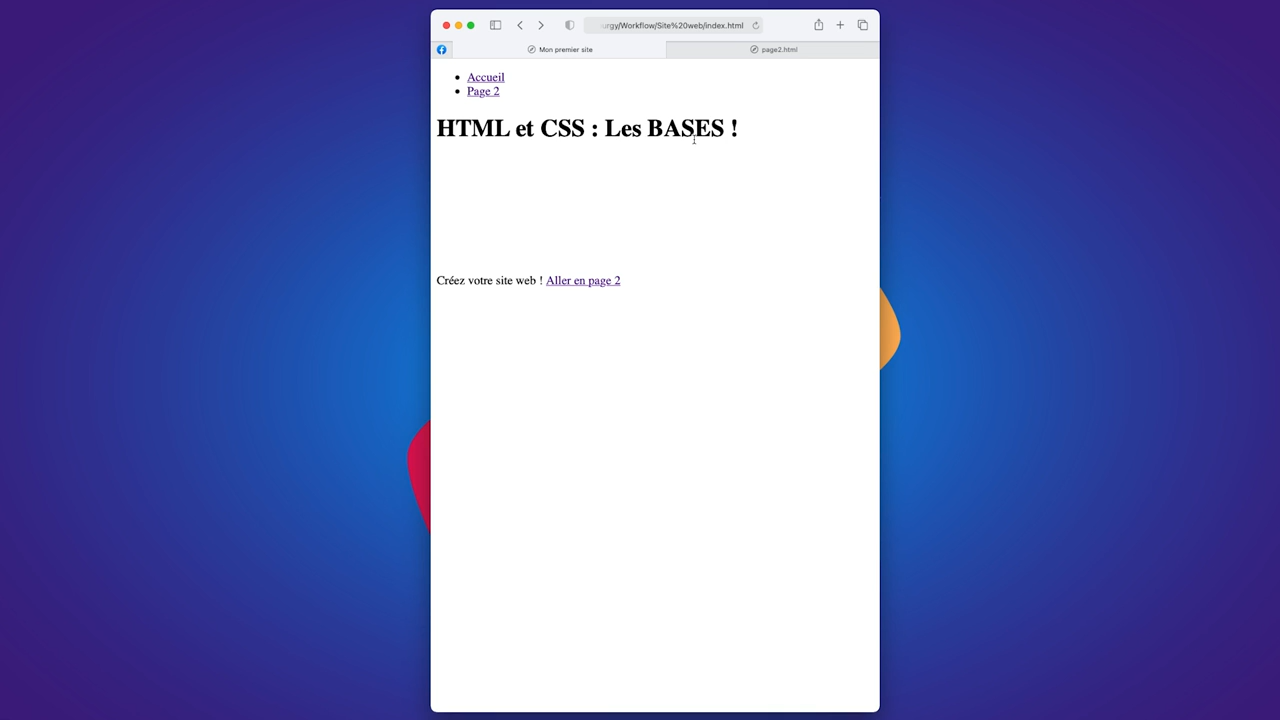 urgy/Workflow/Site%20web/index.html
Mon premier site
page2.html
Accueil
Page 2
HTML et CSS : Les BASES !
Créez votre site web ! Aller en page 2